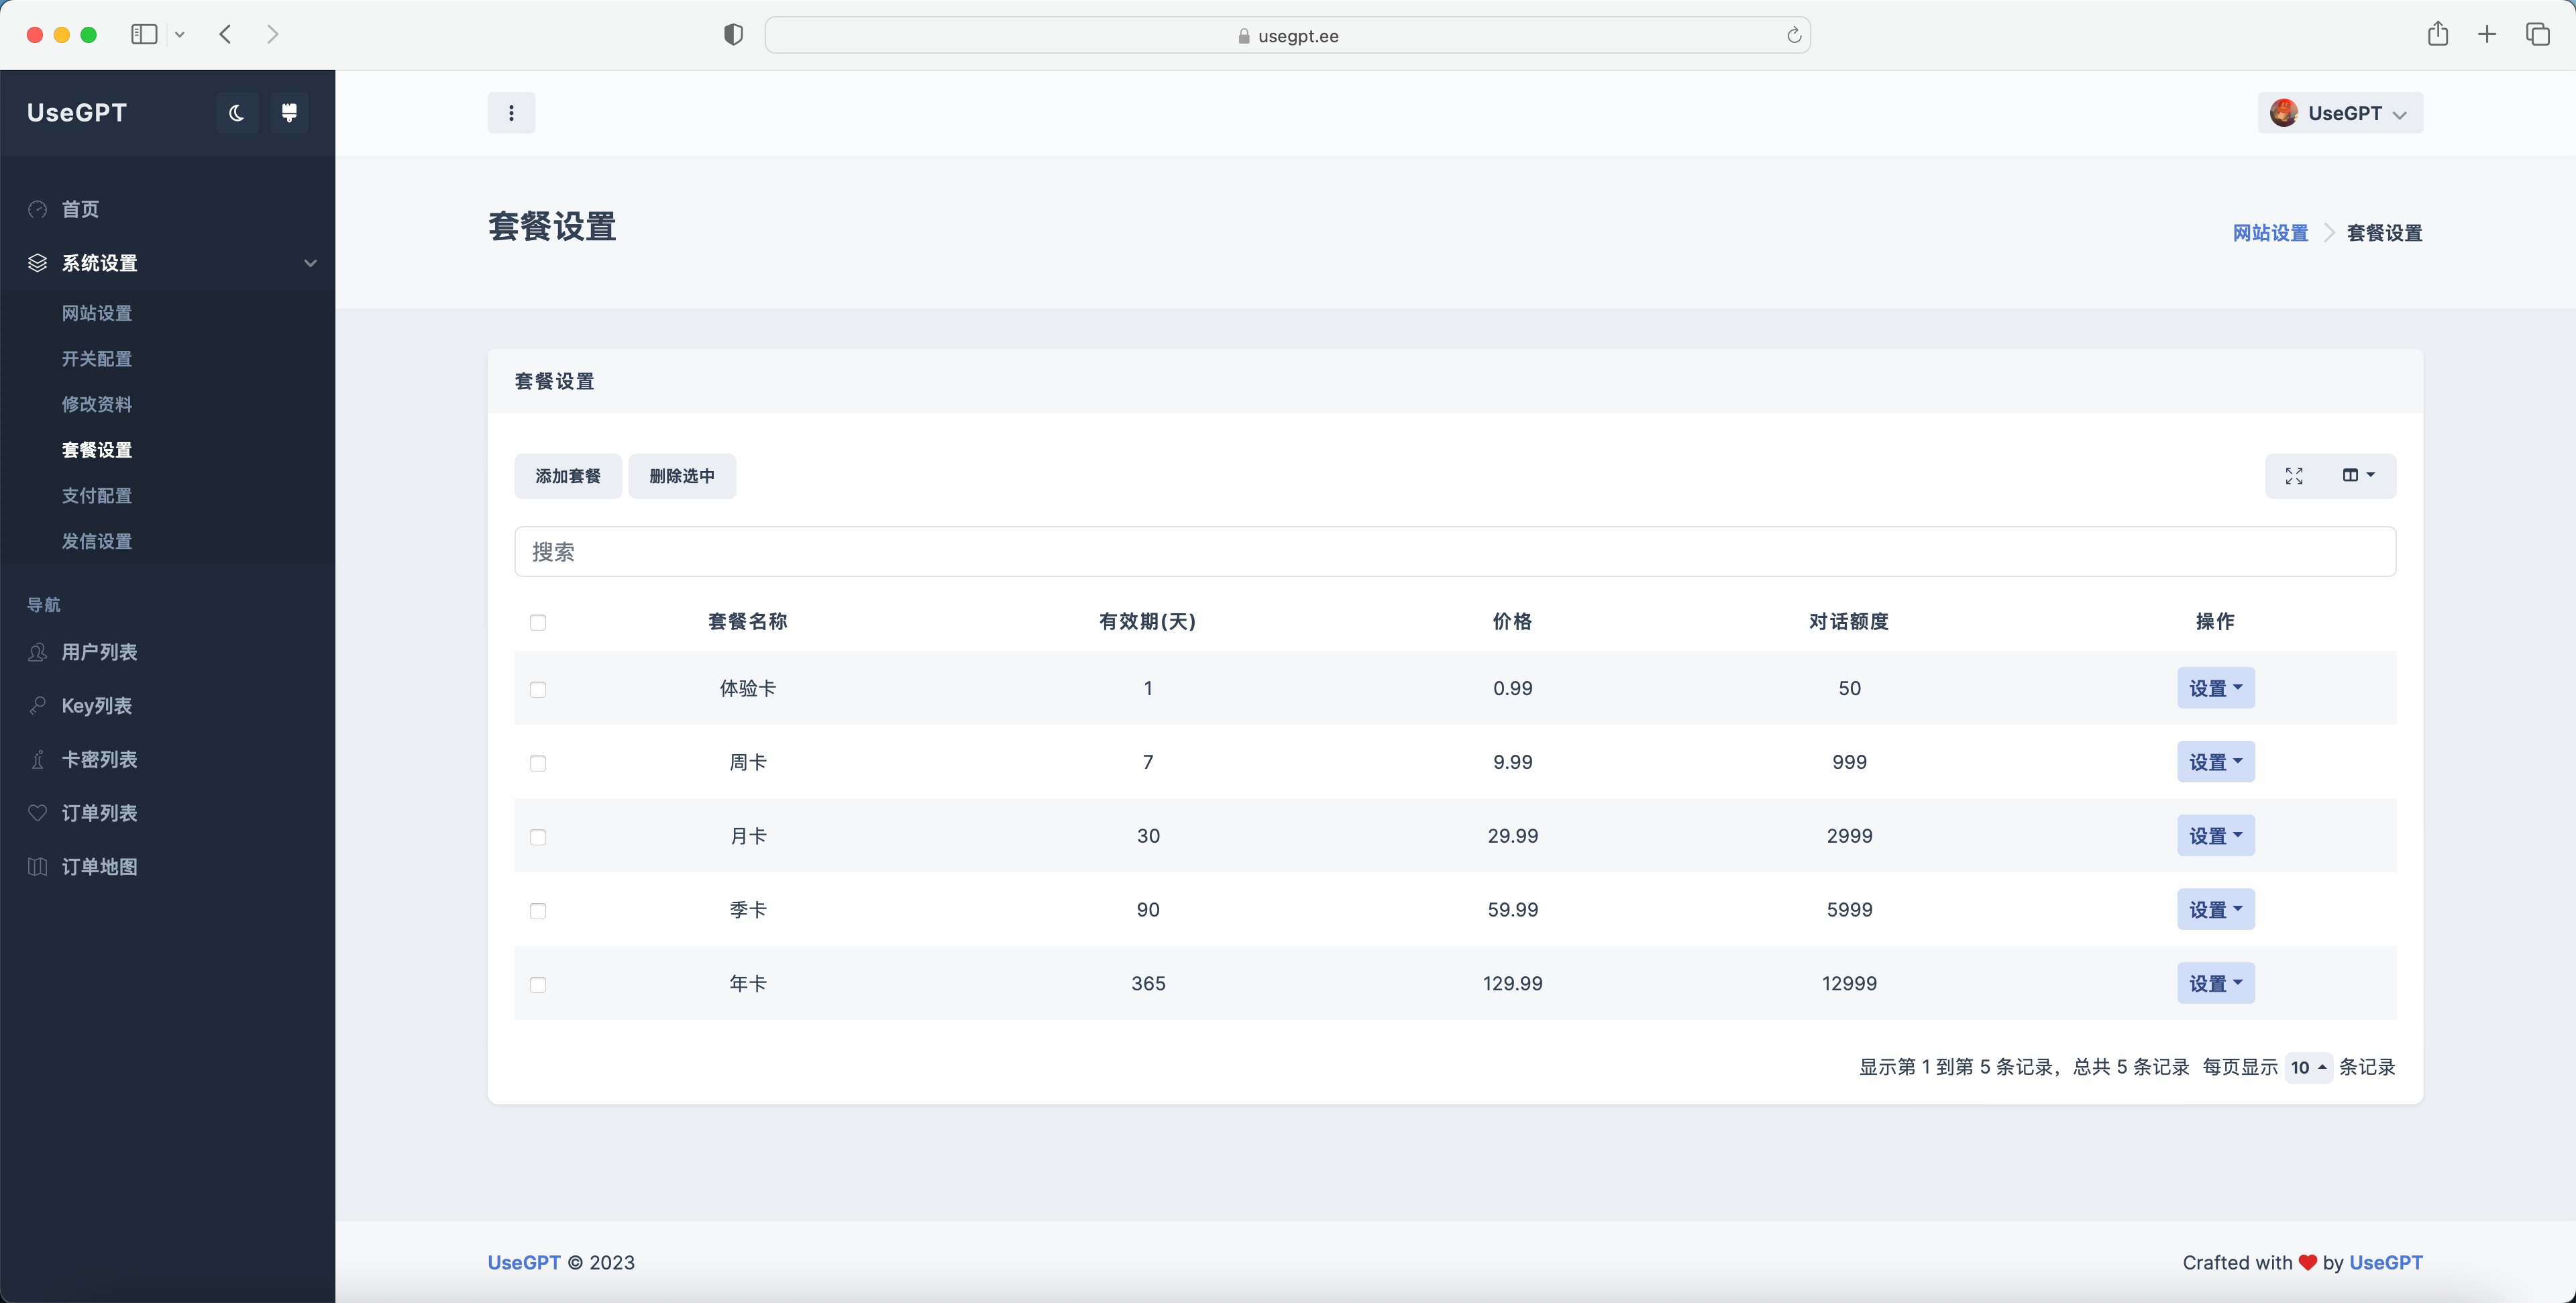 usegpt.ee
UseGPT
UseGPT
首页
系统设置
网站设置
开关配置
修改资料
套餐设置
支付配置
发信设置
导航
用户列表
Key列表
卡密列表
订单列表
订单地图
套餐设置
网站设置 套餐设置
套餐设置
添加套餐 删除选中
搜索
套餐名称 有效期(天) 价格 对话额度 操作
体验卡 1 0.99 50 设置
周卡 7 9.99 999 设置
月卡 30 29.99 2999 设置
季卡 90 59.99 5999 设置
年卡 365 129.99 12999 设置
显示第 1 到第 5 条记录，总共 5 条记录 每页显示 10 条记录
UseGPT © 2023
Crafted with ❤ by UseGPT